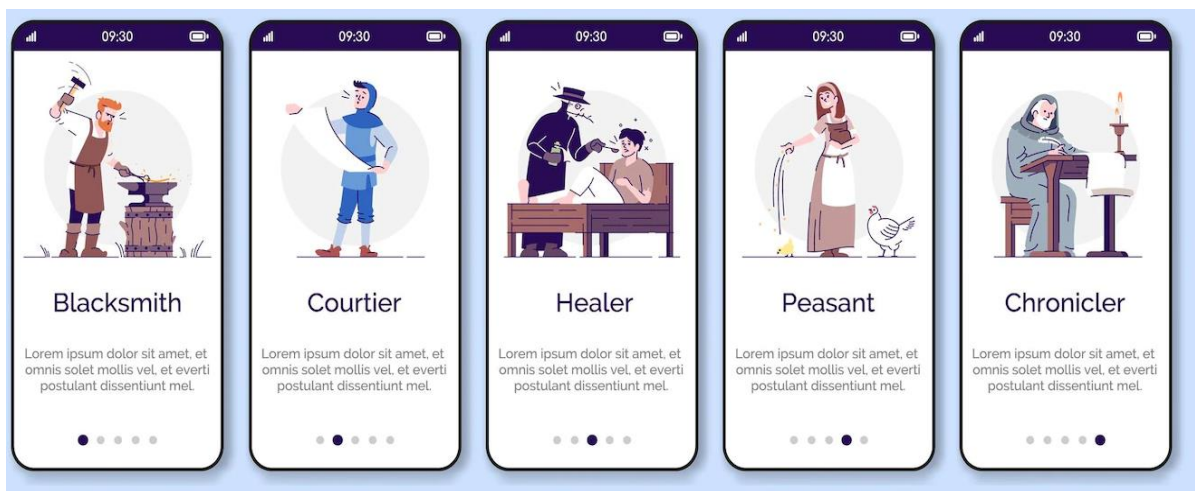 09:30
Blacksmith
Lorem ipsum dolor sit amet, et
omnis solet mollis vel, et everti
postulant dissentiunt mel.
09:30
Courtier
Lorem ipsum dolor sit amet, et
omnis solet mollis vel, et everti
postulant dissentiunt mel.
09:30
Healer
Lorem ipsum dolor sit amet, et
omnis solet mollis vel, et everti
postulant dissentiunt mel.
09:30
Peasant
Lorem ipsum dolor sit amet, et
omnis solet mollis vel, et everti
postulant dissentiunt mel.
09:30
Chronicler
Lorem ipsum dolor sit amet, et
omnis solet mollis vel, et everti
postulant dissentiunt mel.